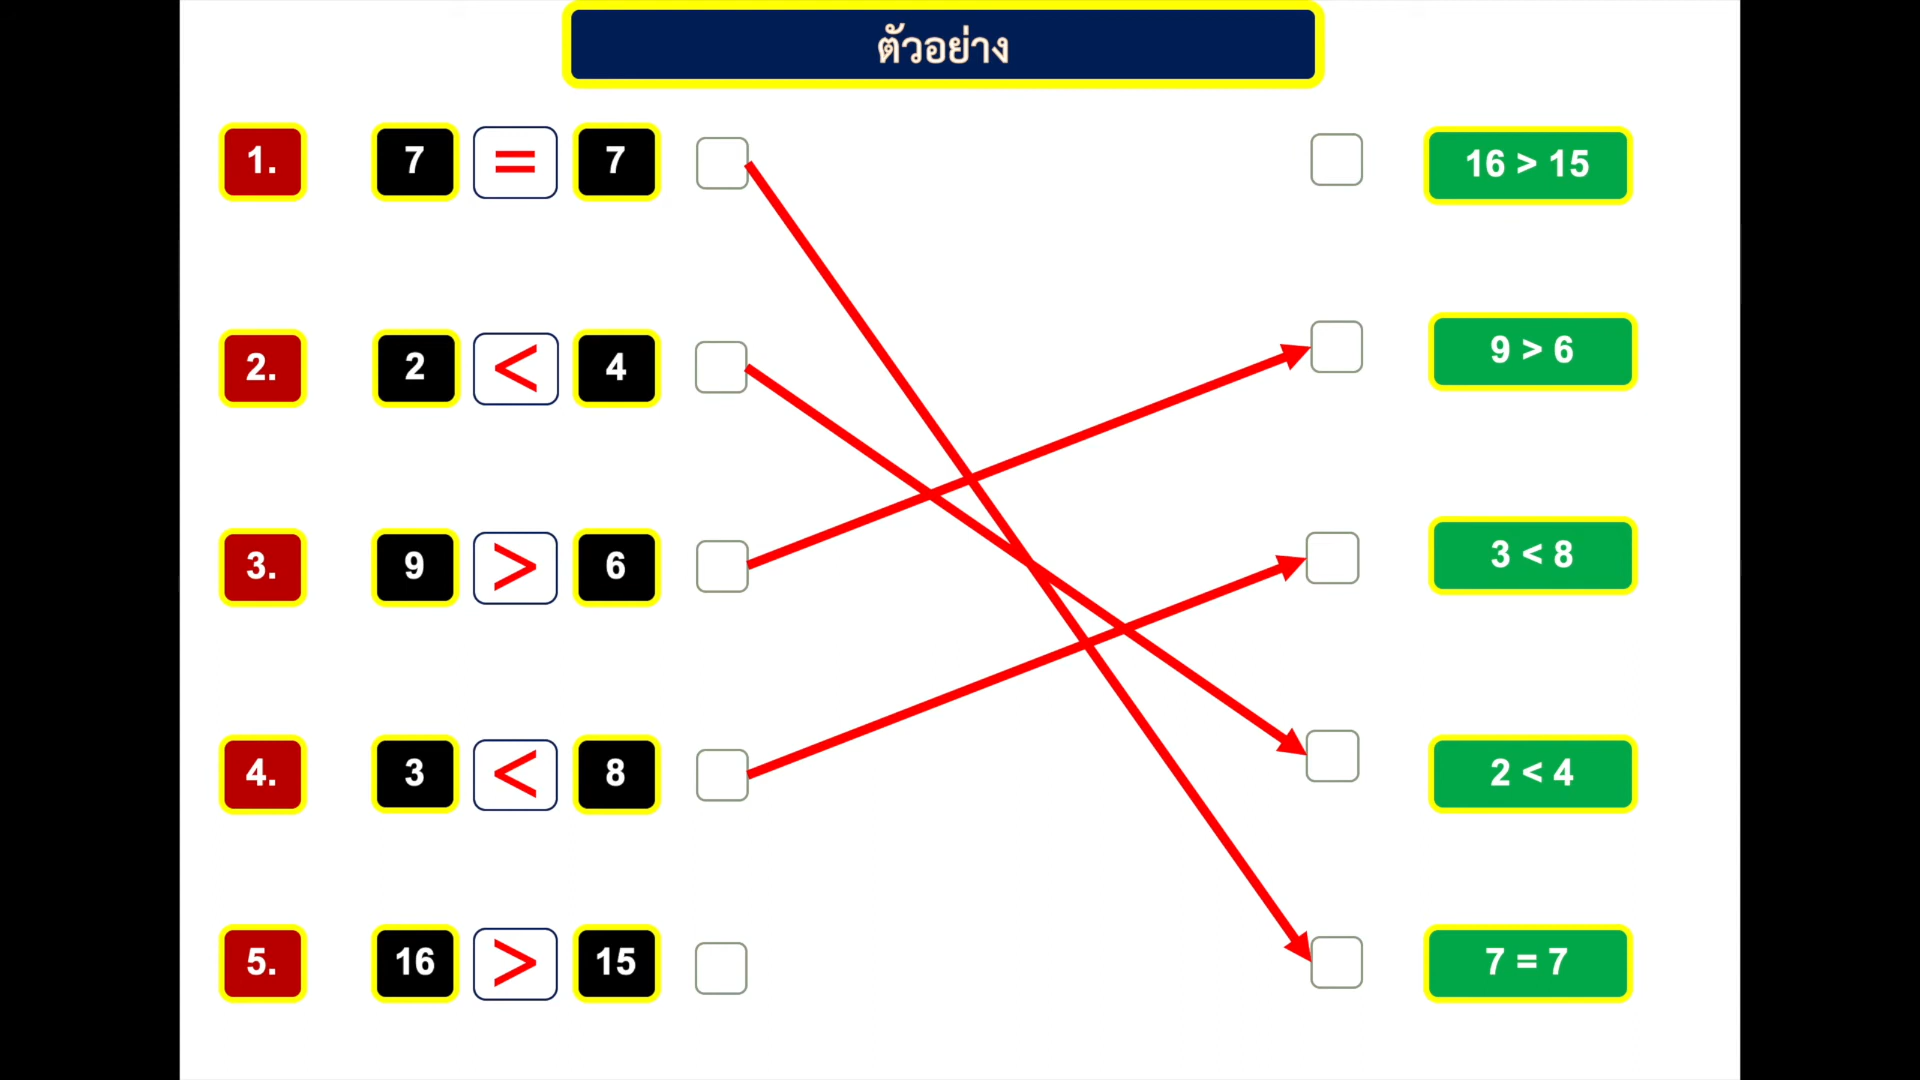 ตัวอย่าง
1. 7 = 7 16 > 15
2. 2 < 4 9 > 6
3. 9 > 6 3 < 8
4. 3 < 8 2 < 4
5. 16 > 15 7 = 7